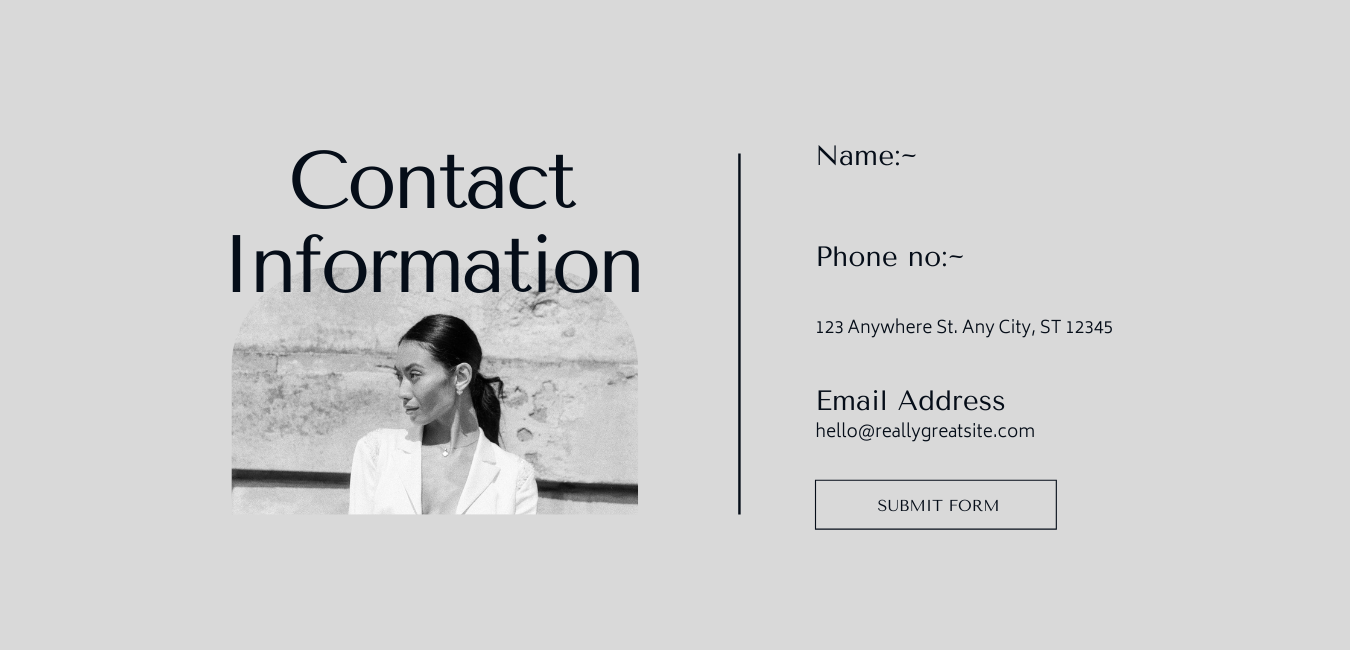 Contact
Information
Name:~
Phone no:~
123 Anywhere St. Any City, ST 12345
Email Address
hello@reallygreatsite.com
SUBMIT FORM